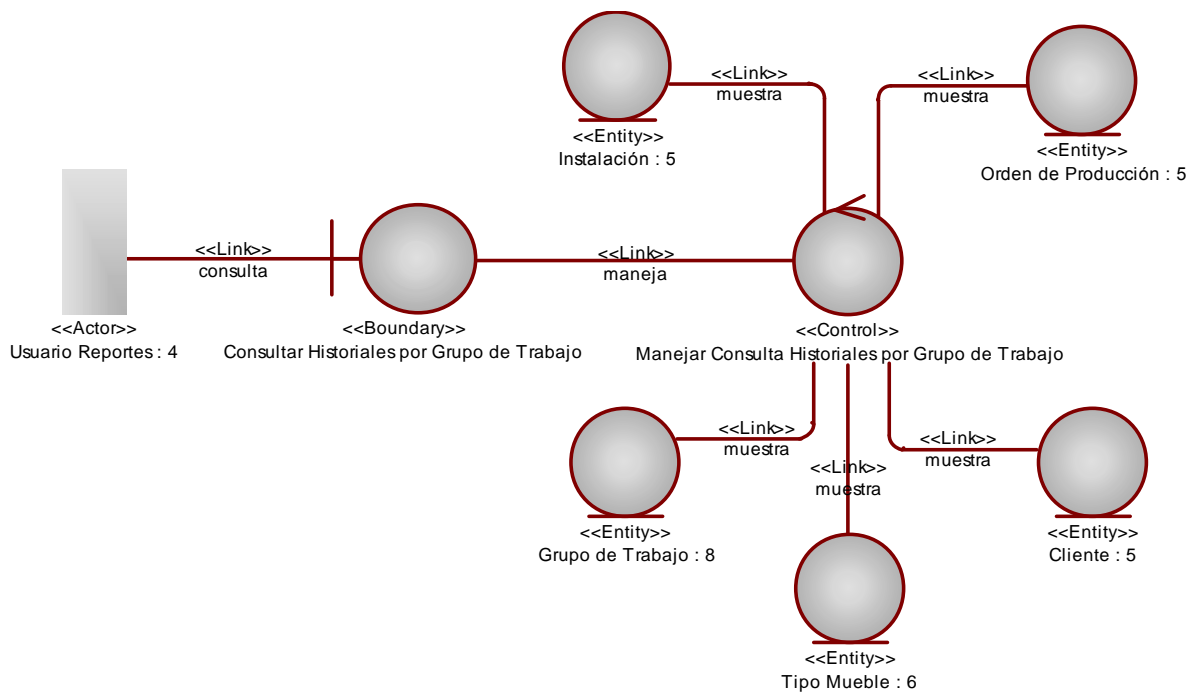 <<Link>>
muestra
<<Link>>
muestra
<<Entity>>
Instalación : 5
<<Entity>>
Orden de Producción : 5
<<Link>>
consulta
<<Link>>
maneja
<<Actor>>
Usuario Reportes : 4
<<Boundary>>
Consultar Historiales por Grupo de Trabajo
<<Control>>
Manejar Consulta Historiales por Grupo de Trabajo
<<Link>>
muestra
<<Link>>
muestra
<<Link>>
muestra
<<Entity>>
Grupo de Trabajo : 8
<<Entity>>
Cliente : 5
<<Entity>>
Tipo Mueble : 6